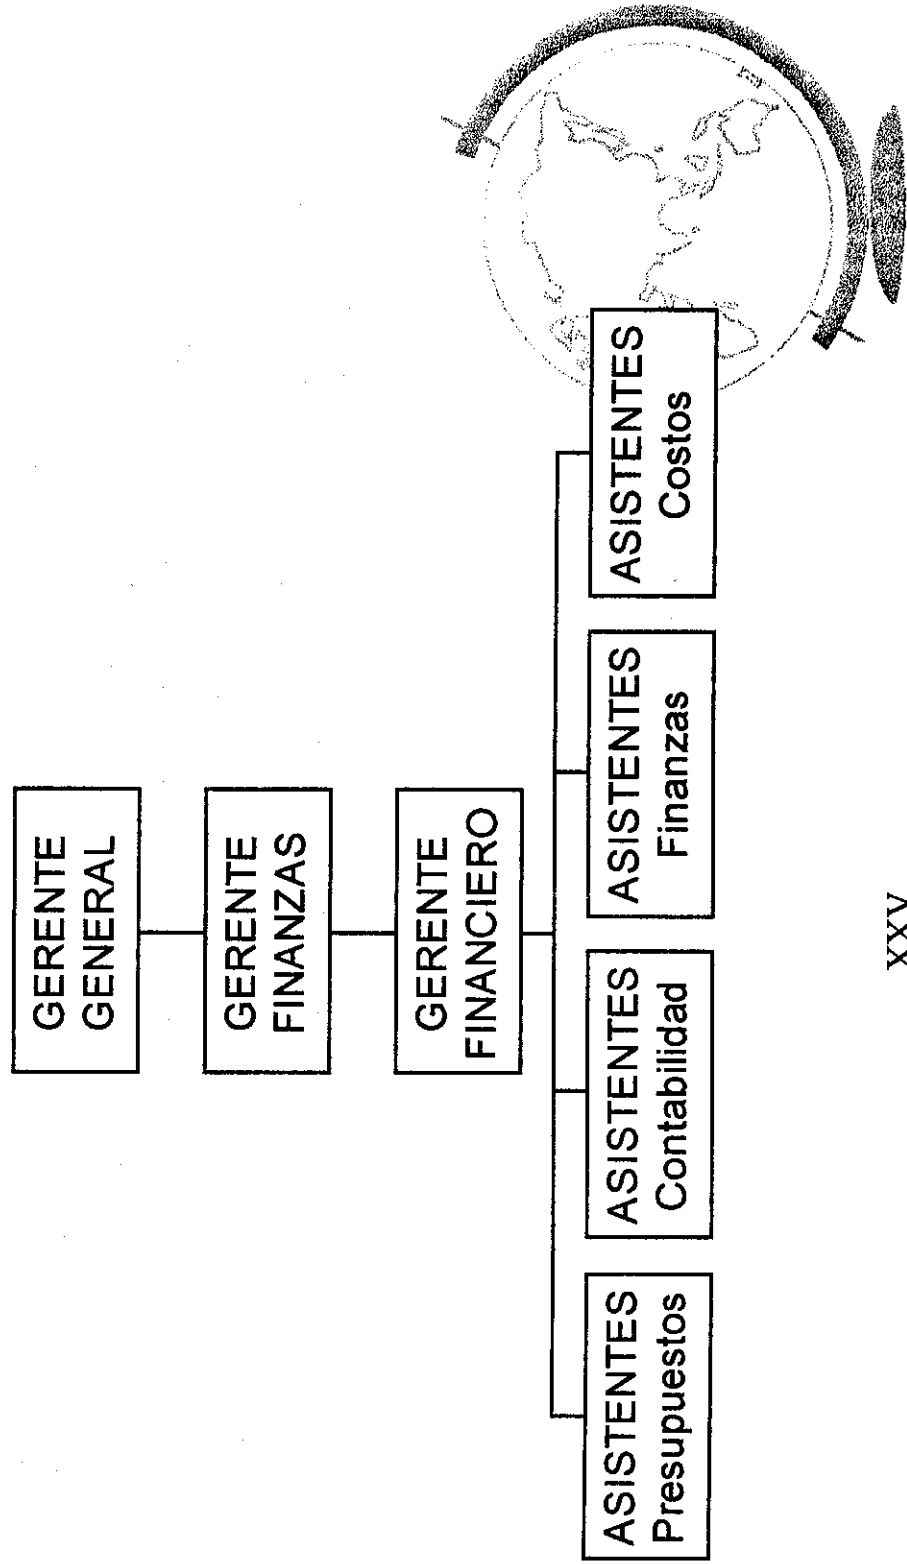 GERENTE
GENERAL
GERENTE
FINANZAS
GERENTE
FINANCIERO
ASISTENTES
Presupuestos
ASISTENTES
Contabilidad
ASISTENTES
Finanzas
ASISTENTES
Costos
XXV